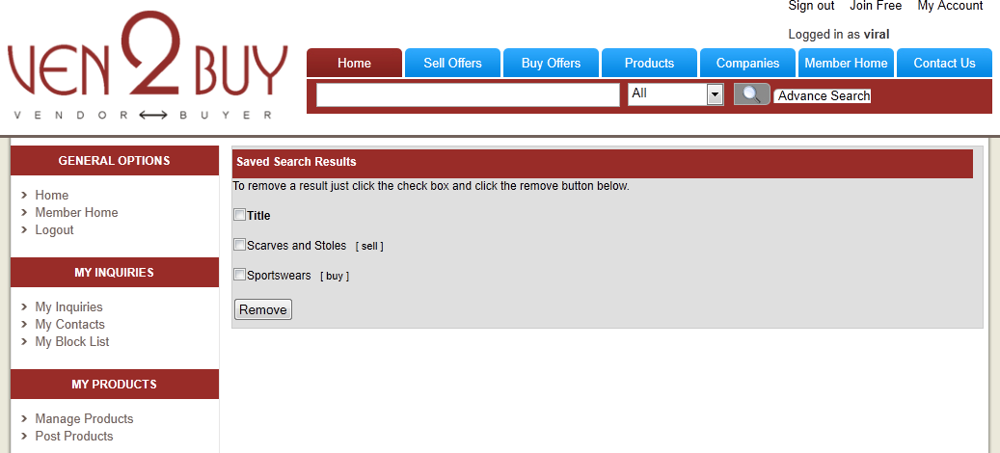 Sign out Join Free My Account
Logged in as viral
VEN2BUY
VENDOR BUYER
Home Sell Offers Buy Offers Products Companies Member Home Contact Us
All Advance Search
GENERAL OPTIONS
Home
Member Home
Logout
MY INQUIRIES
My Inquiries
My Contacts
My Block List
MY PRODUCTS
Manage Products
Post Products
Saved Search Results
To remove a result just click the check box and click the remove button below.
Title
Scarves and Stoles [ sell ]
Sportswears [ buy ]
Remove